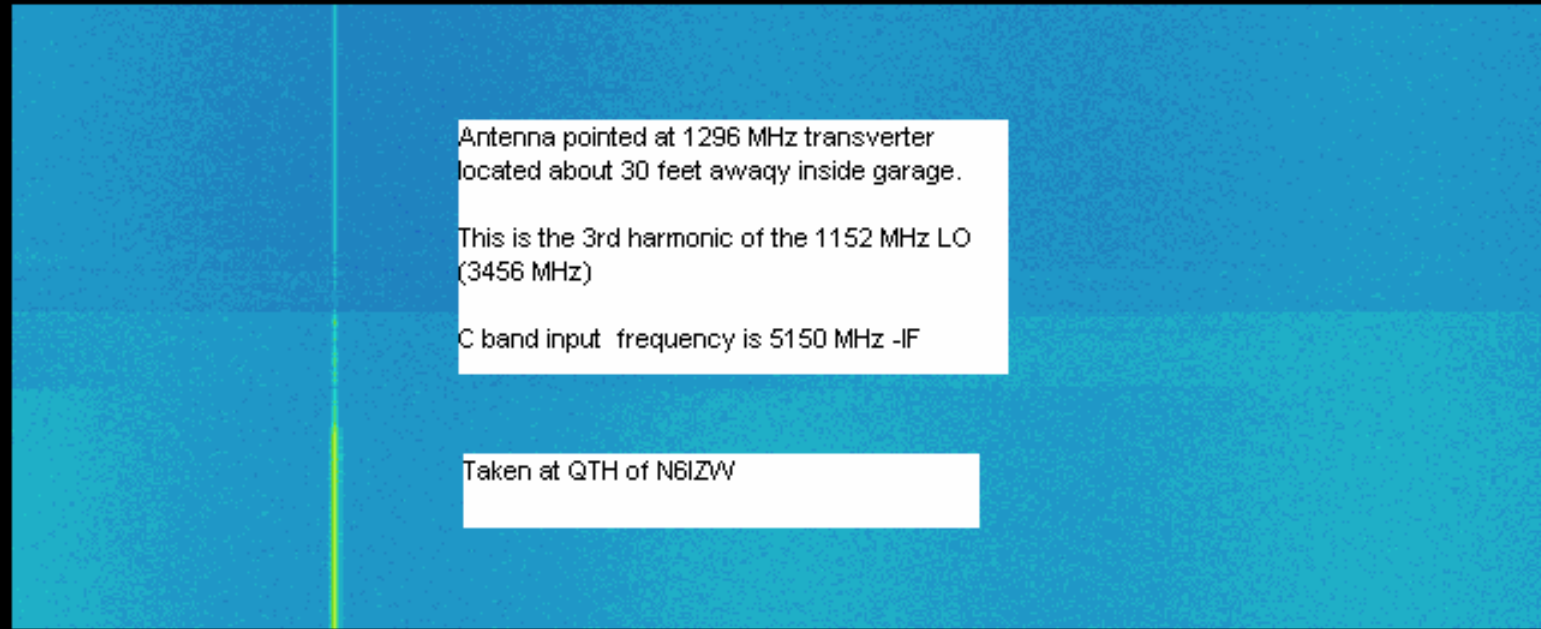 Antenna pointed at 1296 MHz transverter
located about 30 feet awaqy inside garage.
This is the 3rd harmonic of the 1152 MHz LO
(3456 MHz)
C band input  frequency is 5150 MHz -IF
Taken at QTH of N6IZW